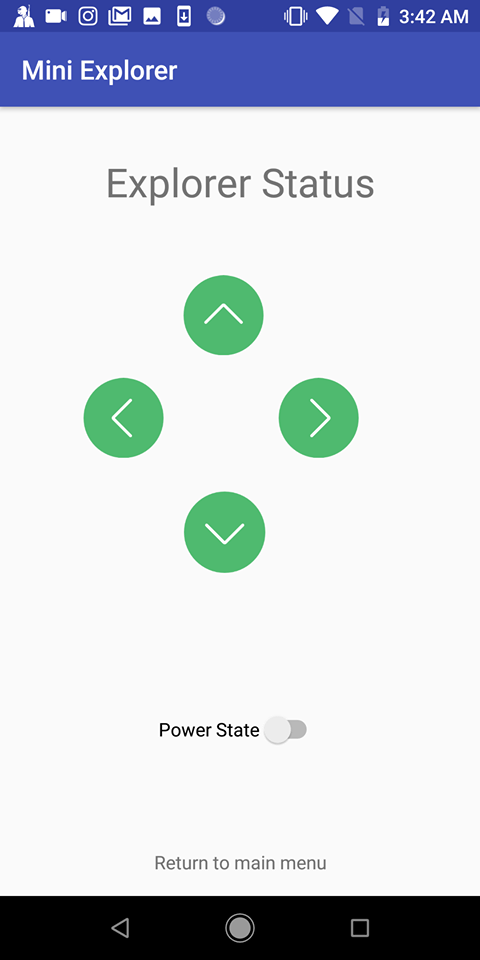 3:42 AM
Mini Explorer
Explorer Status
Power State
Return to main menu